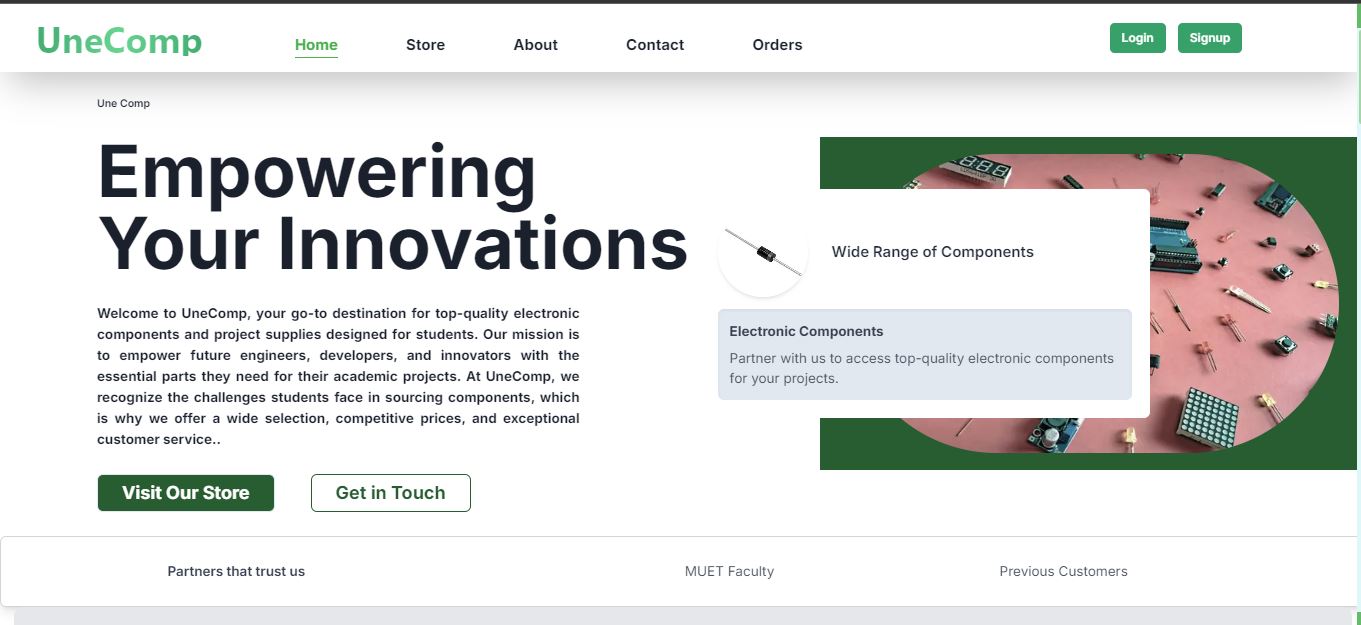 UneComp
Home
Store
About
Contact
Orders
Login
Signup
Une Comp
Empowering
Your Innovations
Welcome to UneComp, your go-to destination for top-quality electronic
components and project supplies designed for students. Our mission is
to empower future engineers, developers, and innovators with the
essential parts they need for their academic projects. At UneComp, we
recognize the challenges students face in sourcing components, which
is why we offer a wide selection, competitive prices, and exceptional
customer service..
Visit Our Store
Get in Touch
Wide Range of Components
Electronic Components
Partner with us to access top-quality electronic components
for your projects.
Partners that trust us
MUET Faculty
Previous Customers